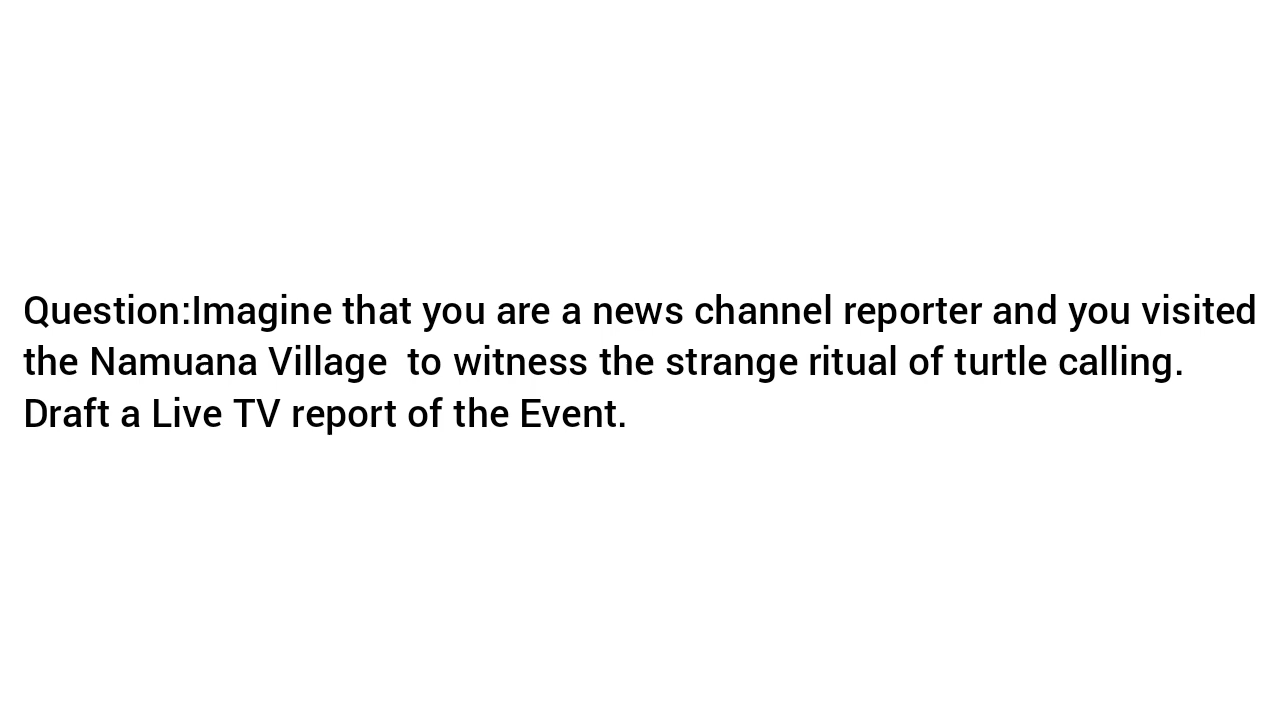 Question:Imagine that you are a news channel reporter and you visited
the Namuana Village  to witness the strange ritual of turtle calling.
Draft a Live TV report of the Event.